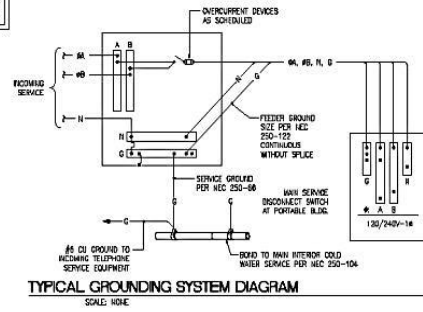 OVERCURRENT DEVICES
AS SCHEDULED
A B
ØA
ØB
INCOMING
SERVICE
N
N
G
N
G
ØA, ØB, N, G
FEEDER GROUND
SIZE PER NEC
250-122
CONTINUOUS
WITHOUT SPLICE
SERVICE GROUND
PER NEC 250-66
MAIN SERVICE
DISCONNECT SWITCH
AT PORTABLE BLDG.
G
N
A B
120/240V-1Ø
G
G
G
#6 CU GROUND TO
INCOMING TELEPHONE
SERVICE EQUIPMENT
BOND TO MAIN INTERIOR COLD
WATER SERVICE PER NEC 250-104
TYPICAL GROUNDING SYSTEM DIAGRAM
SCALE: NONE